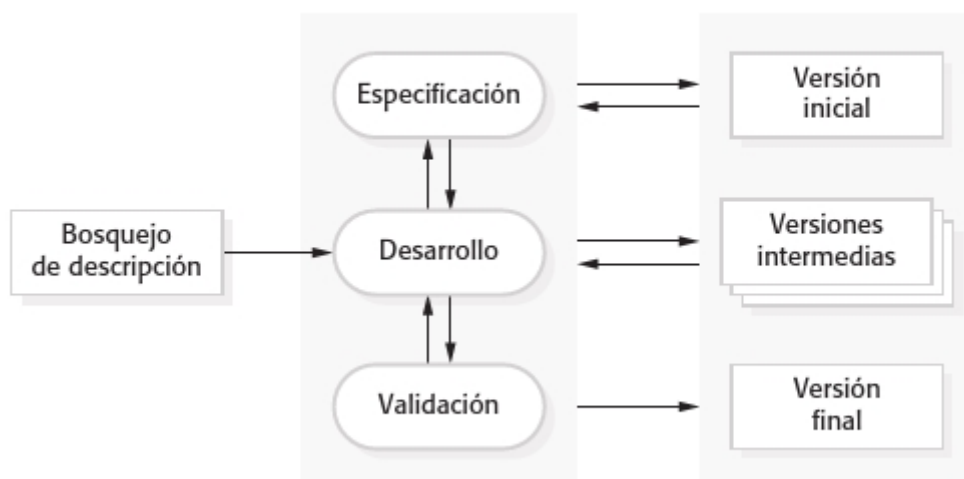 Especificación
Versión
inicial
Bosquejo
de descripción
Desarrollo
Versiones
intermedias
Validación
Versión
final